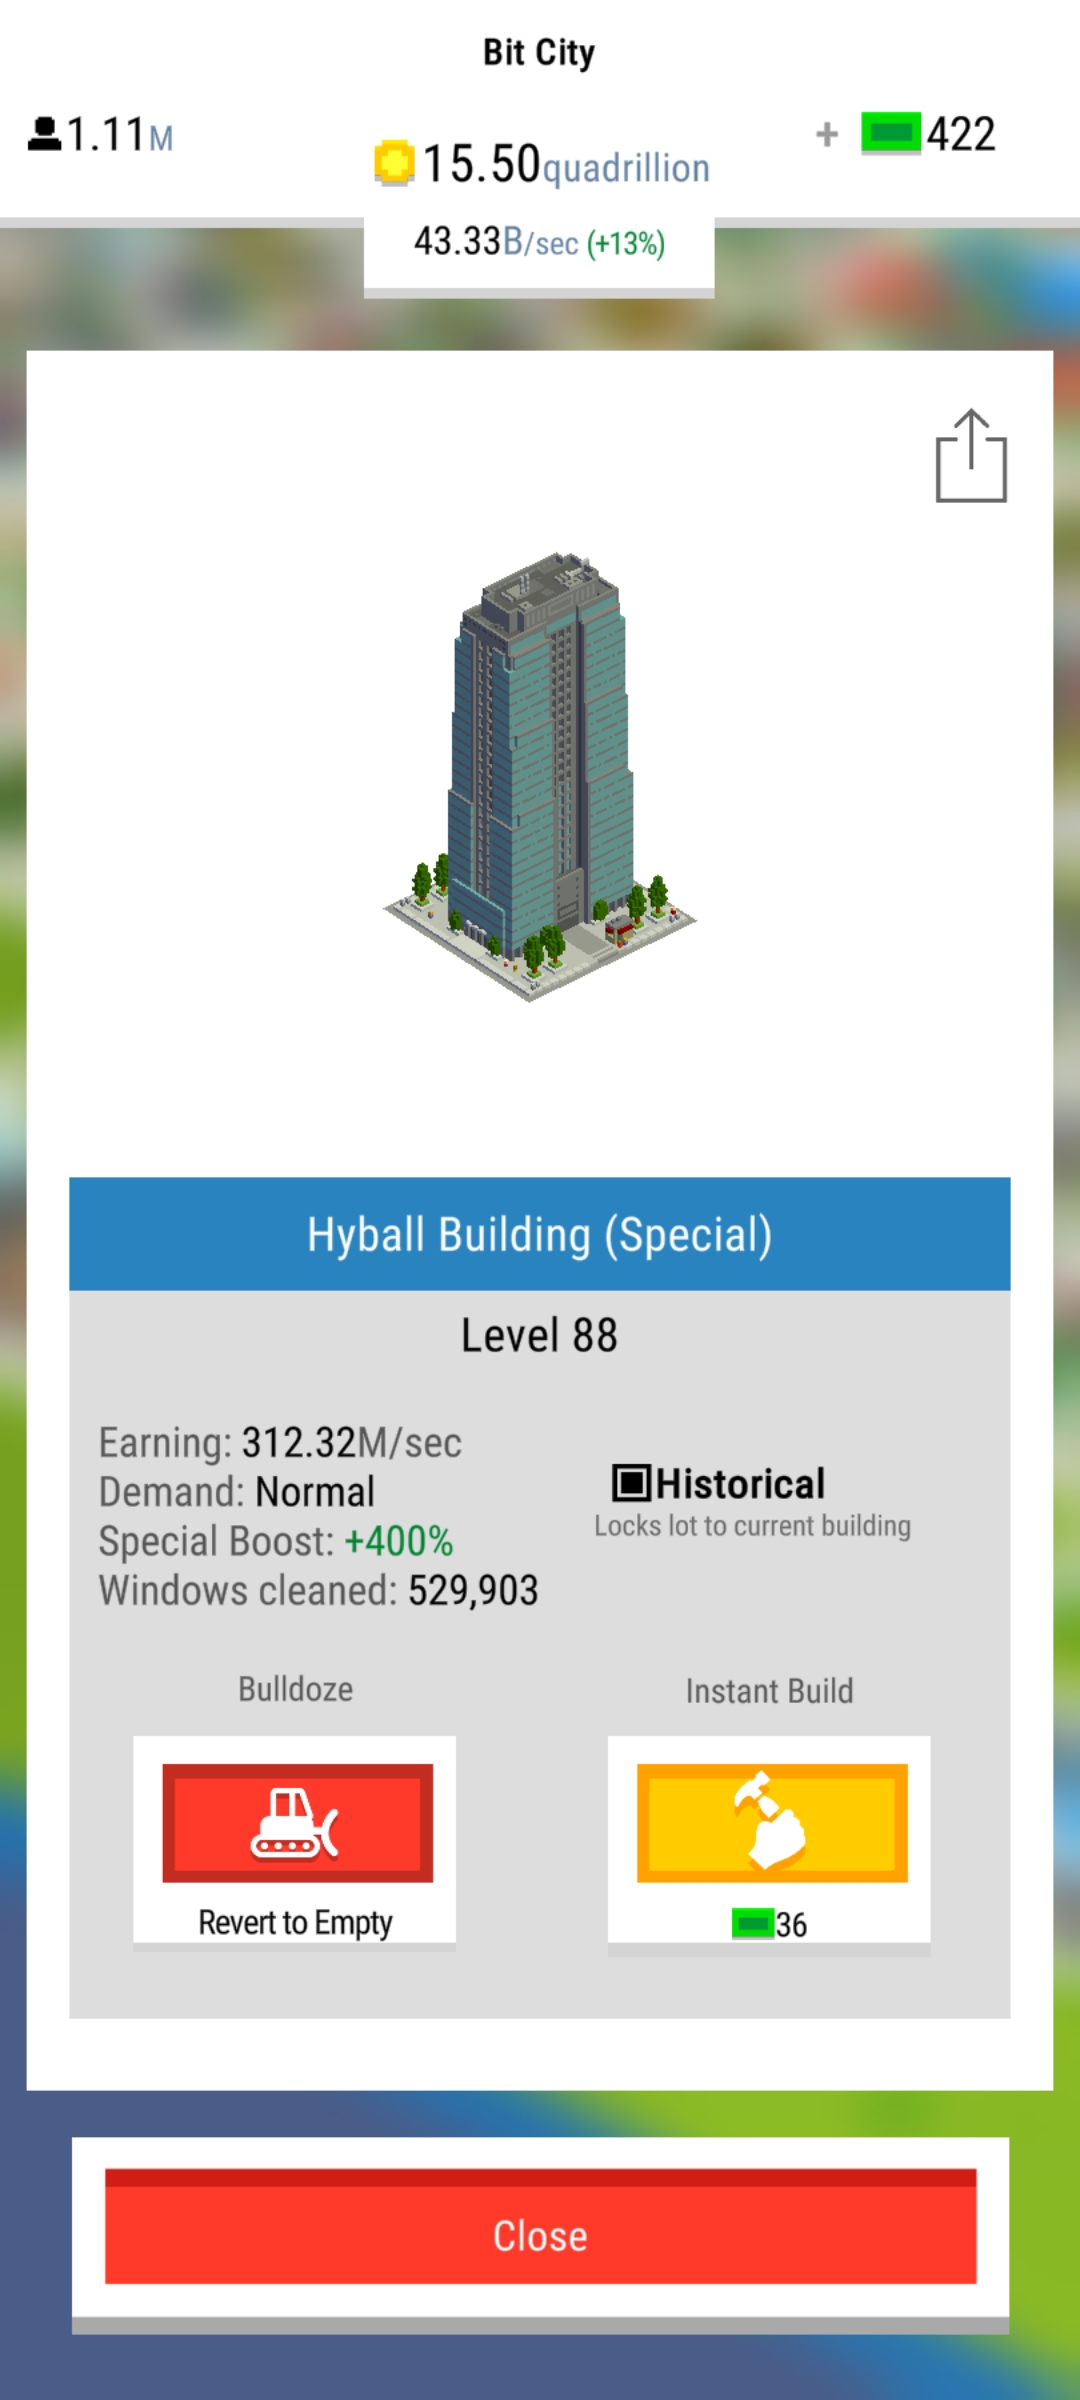 Bit City
1.11M
15.50quadrillion
+ 422
43.33B/sec (+13%)
Hyball Building (Special)
Level 88
Earning: 312.32M/sec
Demand: Normal
Special Boost: +400%
Windows cleaned: 529,903
Historical
Locks lot to current building
Bulldoze
Instant Build
Revert to Empty
36
Close